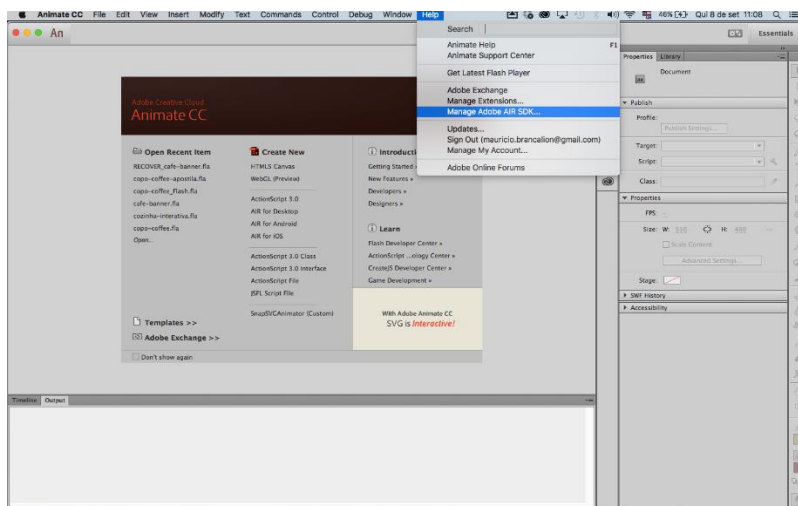 Animate CC File Edit View Insert Modify Text Commands Control Debug Window Help
46% Qui 8 de set 11:08
An
Essentials
Search
Animate Help F1
Animate Support Center
Get Latest Flash Player
Adobe Exchange
Manage Extensions...
Manage Adobe AIR SDK...
Updates...
Sign Out (mauricio.brancalion@gmail.com)
Manage My Account...
Adobe Online Forums
Adobe Creative Cloud
Animate CC
Open Recent Item
RECOVER_cafe-banner.fla
copo-coffee-apostila.fla
copo-coffee_Flash.fla
cafe-banner.fla
cozinha-interativa.fla
copo-coffee.fla
Open...
Templates >>
Adobe Exchange >>
Don't show again
Create New
HTML5 Canvas
WebGL (Preview)
ActionScript 3.0
AIR for Desktop
AIR for Android
AIR for iOS
ActionScript 3.0 Class
ActionScript 3.0 Interface
ActionScript File
JSFL Script File
SnapSVGAnimator (Custom)
Introducti
Getting Started
New Features »
Developers »
Designers »
Learn
Flash Developer Center »
ActionScript ...ology Center »
CreateJS Developer Center »
Game Development »
With Adobe Animate CC
SVG is Interactive!
Timeline Output
Properties Library
Document
Publish
Profile:
Publish Settings...
Target:
Script:
Class:
Properties
FPS:
Size: W: 550 H: 400
Scale Content
Advanced Settings...
Stage:
SWF History
Accessibility